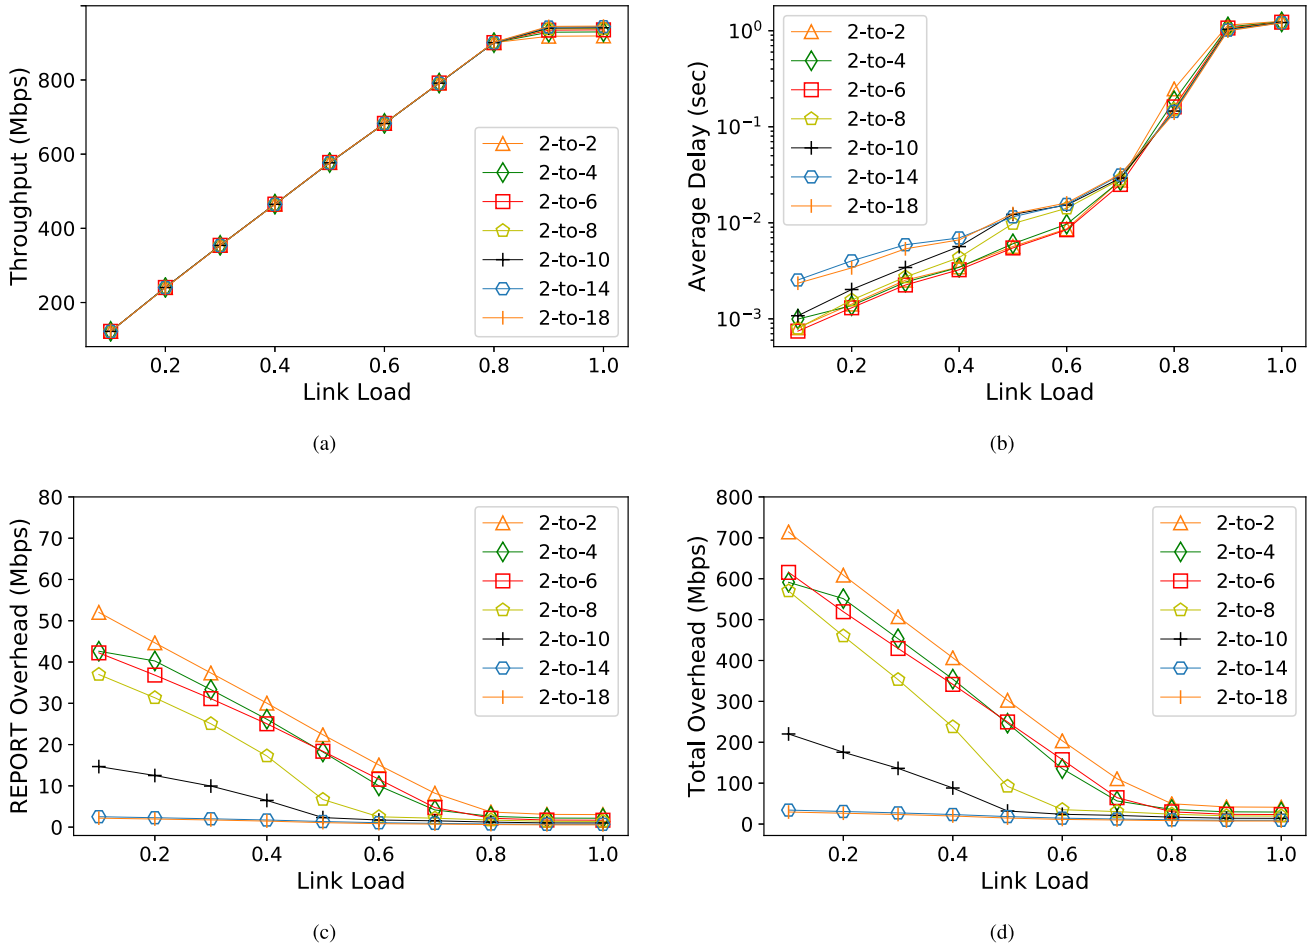 800
600
400
200
Throughput (Mbps)
2-to-2
2-to-4
2-to-6
2-to-8
2-to-10
2-to-14
2-to-18
0.2 0.4 0.6 0.8 1.0
Link Load
(a)
10⁰
10⁻¹
10⁻²
10⁻³
Average Delay (sec)
2-to-2
2-to-4
2-to-6
2-to-8
2-to-10
2-to-14
2-to-18
0.2 0.4 0.6 0.8 1.0
Link Load
(b)
80
70
60
50
40
30
20
10
0
REPORT Overhead (Mbps)
2-to-2
2-to-4
2-to-6
2-to-8
2-to-10
2-to-14
2-to-18
0.2 0.4 0.6 0.8 1.0
Link Load
(c)
800
700
600
500
400
300
200
100
0
Total Overhead (Mbps)
2-to-2
2-to-4
2-to-6
2-to-8
2-to-10
2-to-14
2-to-18
0.2 0.4 0.6 0.8 1.0
Link Load
(d)